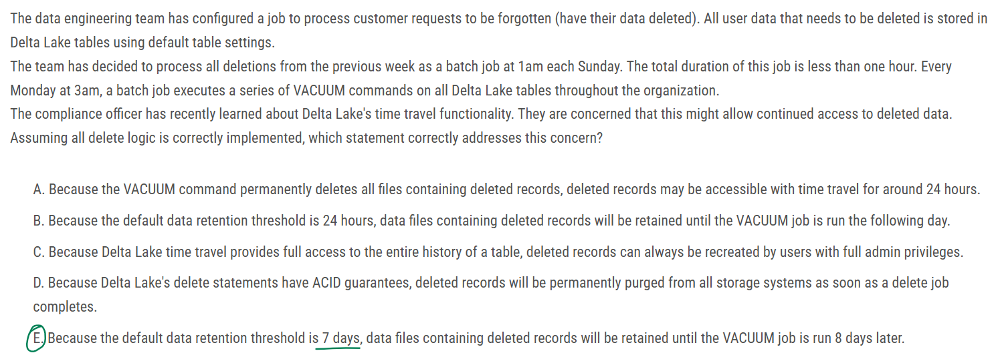 The data engineering team has configured a job to process customer requests to be forgotten (have their data deleted). All user data that needs to be deleted is stored in
Delta Lake tables using default table settings.
The team has decided to process all deletions from the previous week as a batch job at 1am each Sunday. The total duration of this job is less than one hour. Every
Monday at 3am, a batch job executes a series of VACUUM commands on all Delta Lake tables throughout the organization.
The compliance officer has recently learned about Delta Lake's time travel functionality. They are concerned that this might allow continued access to deleted data.
Assuming all delete logic is correctly implemented, which statement correctly addresses this concern?
A. Because the VACUUM command permanently deletes all files containing deleted records, deleted records may be accessible with time travel for around 24 hours.
B. Because the default data retention threshold is 24 hours, data files containing deleted records will be retained until the VACUUM job is run the following day.
C. Because Delta Lake time travel provides full access to the entire history of a table, deleted records can always be recreated by users with full admin privileges.
D. Because Delta Lake's delete statements have ACID guarantees, deleted records will be permanently purged from all storage systems as soon as a delete job
completes.
E. Because the default data retention threshold is 7 days, data files containing deleted records will be retained until the VACUUM job is run 8 days later.